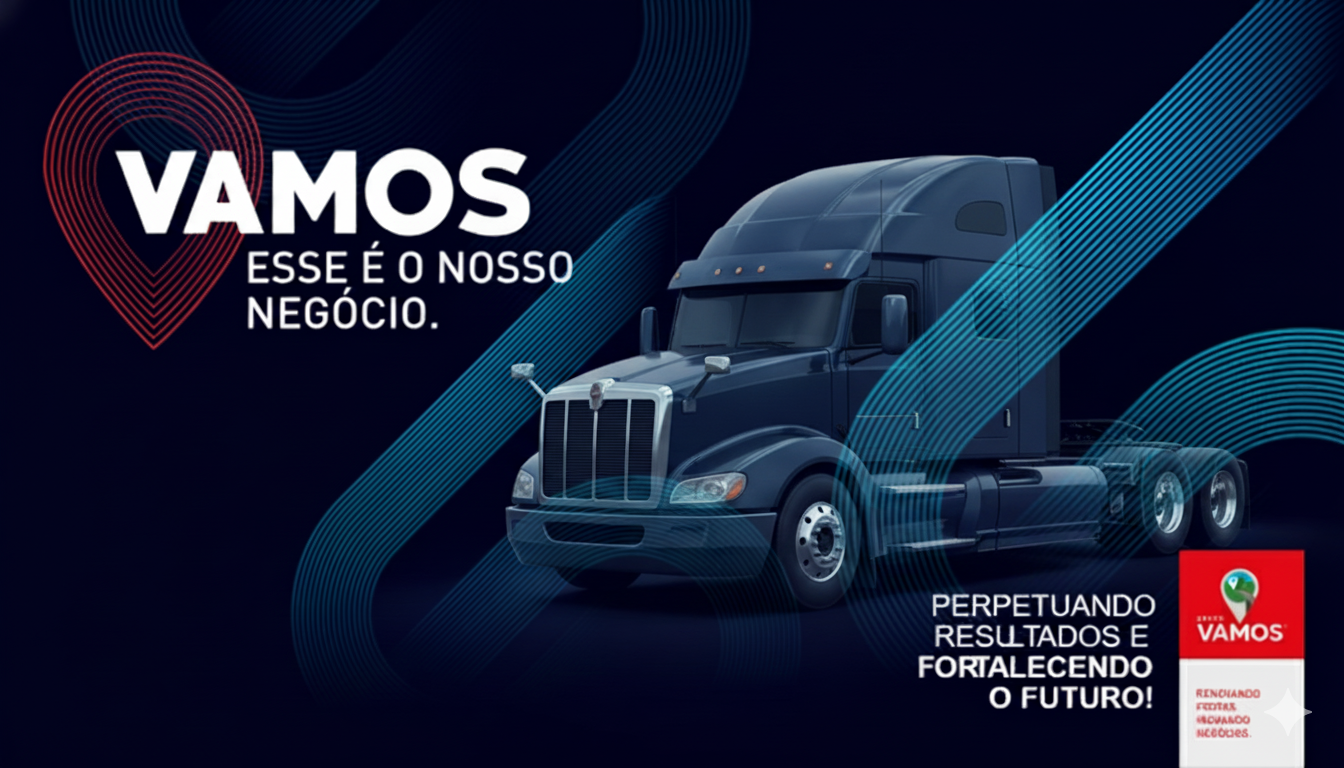 VAMOS
ESSE É O NOSSO
NEGÓCIO.
PERPETUANDO
RESULTADOS E
FORTALECENDO
O FUTURO!
VAMOS